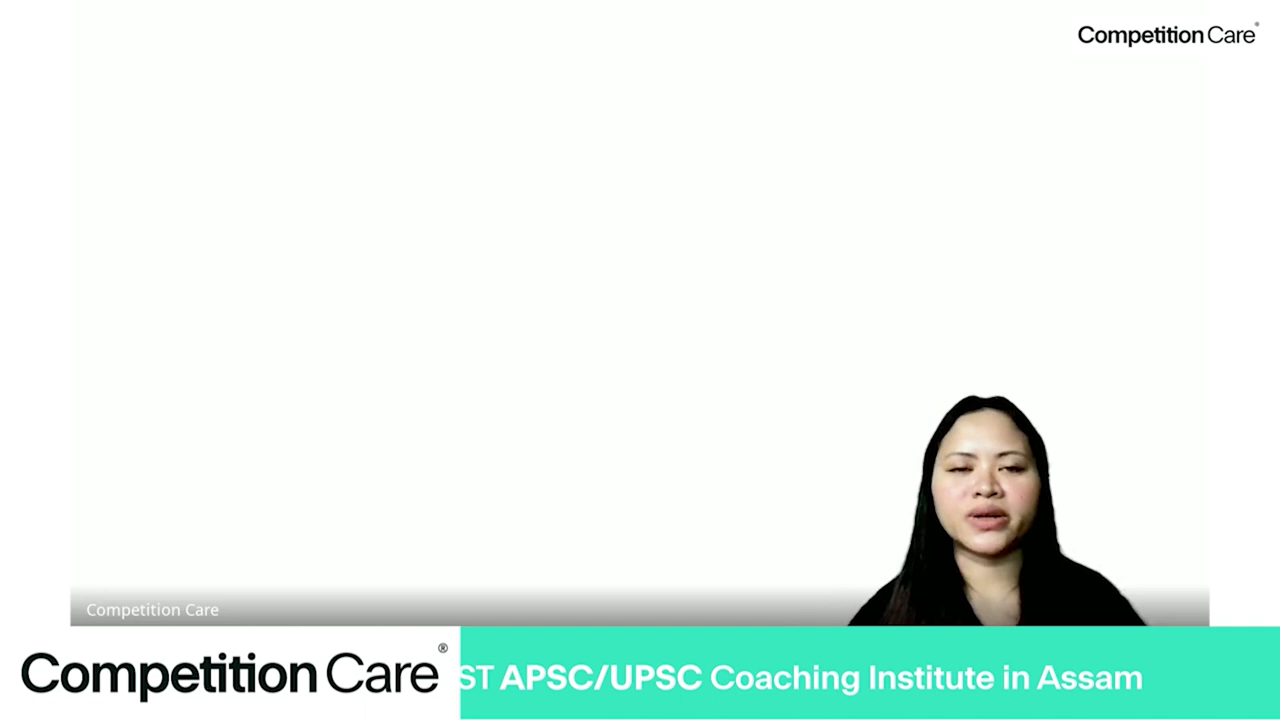 Competition Care®
Competition Care
Competition Care®
ST APSC/UPSC Coaching Institute in Assam